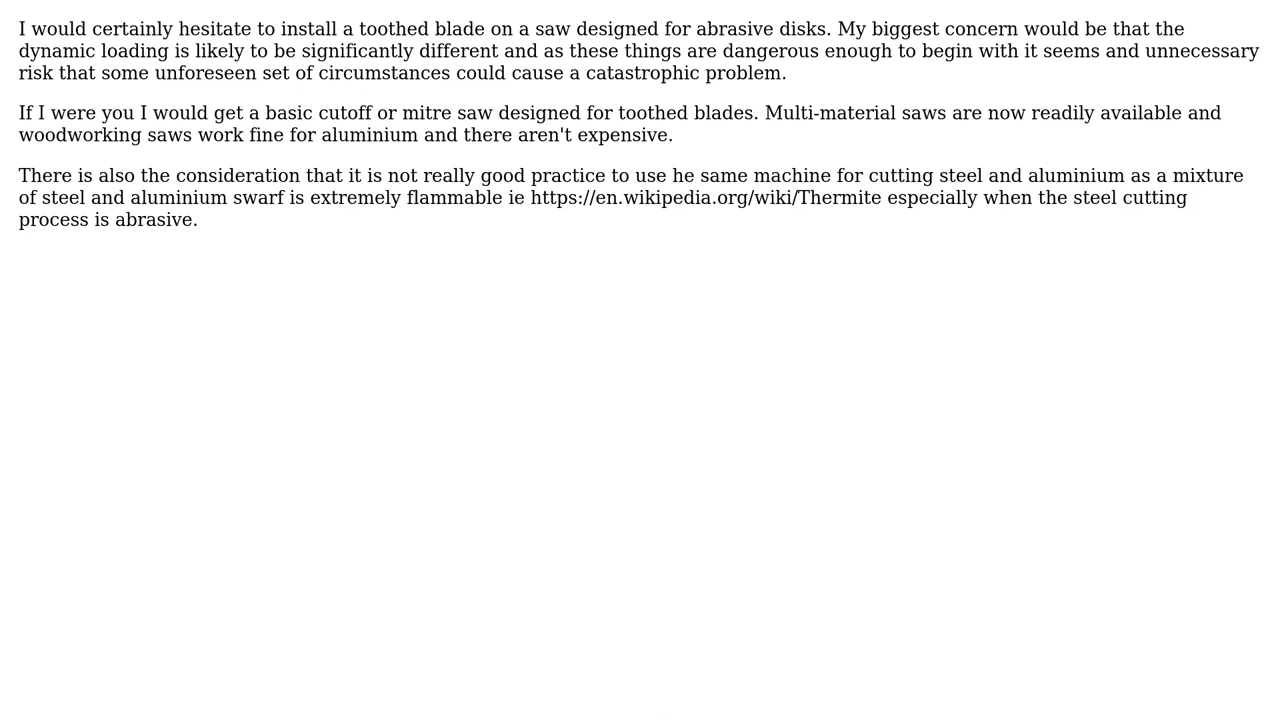 I would certainly hesitate to install a toothed blade on a saw designed for abrasive disks. My biggest concern would be that the
dynamic loading is likely to be significantly different and as these things are dangerous enough to begin with it seems and unnecessary
risk that some unforeseen set of circumstances could cause a catastrophic problem.
If I were you I would get a basic cutoff or mitre saw designed for toothed blades. Multi-material saws are now readily available and
woodworking saws work fine for aluminium and there aren't expensive.
There is also the consideration that it is not really good practice to use he same machine for cutting steel and aluminium as a mixture
of steel and aluminium swarf is extremely flammable ie https://en.wikipedia.org/wiki/Thermite especially when the steel cutting
process is abrasive.